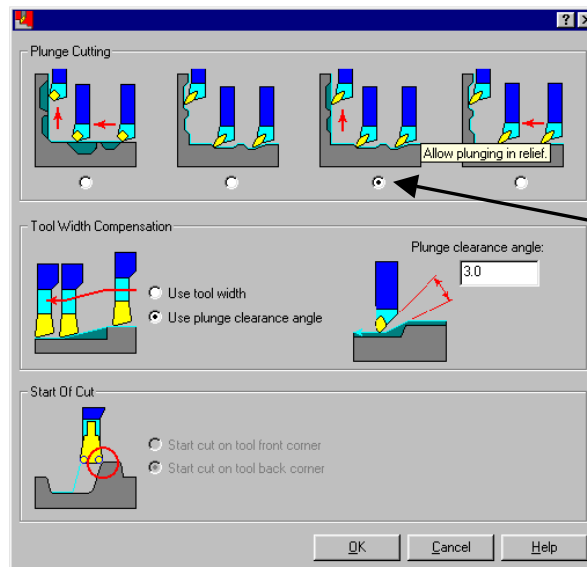 Plunge Cutting
Allow plunging in relief.
Tool Width Compensation
Use tool width
Use plunge clearance angle
Plunge clearance angle:
3.0
Start Of Cut
Start cut on tool front corner
Start cut on tool back corner
OK
Cancel
Help